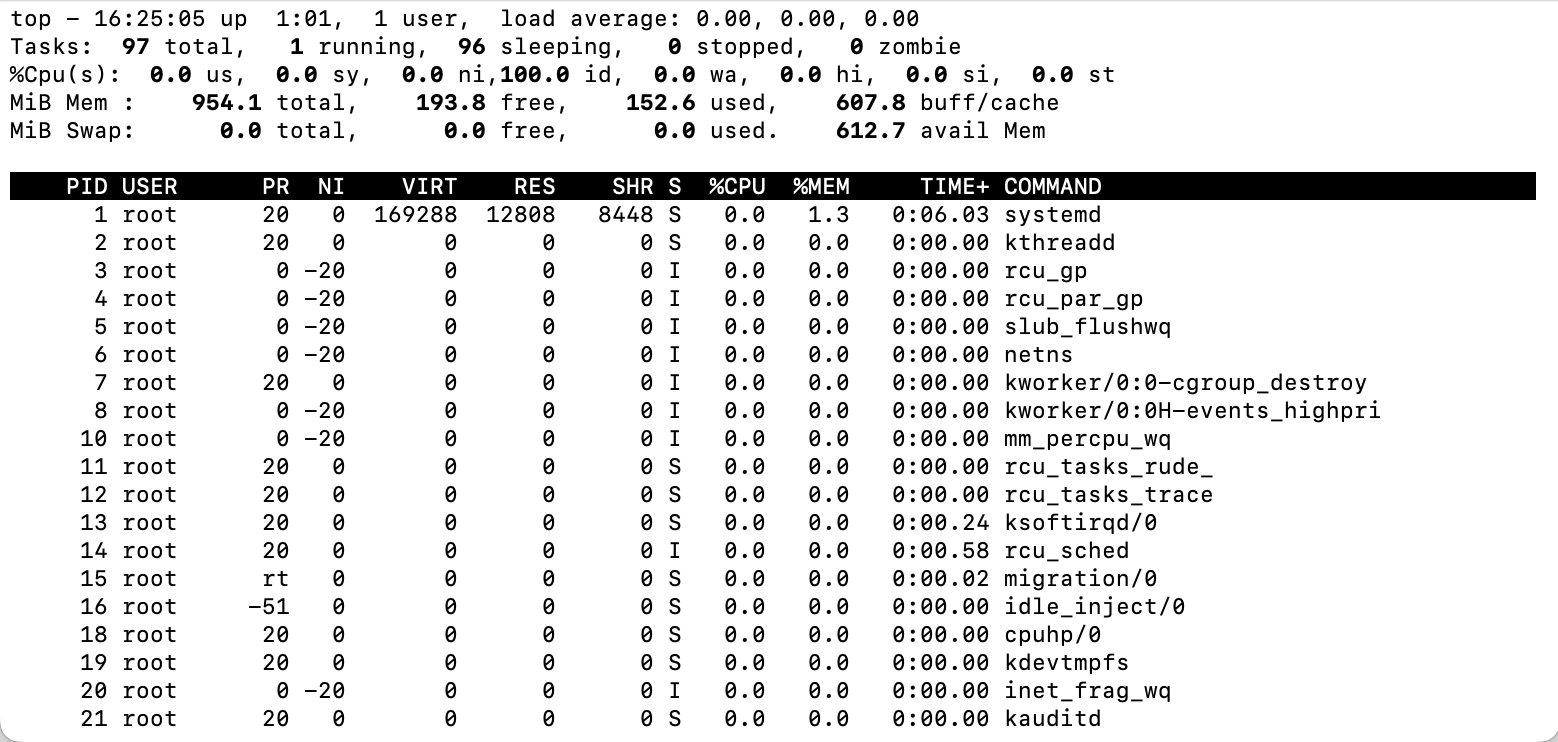 top - 16:25:05 up  1:01,  1 user,  load average: 0.00, 0.00, 0.00
Tasks:  97 total,   1 running,  96 sleeping,   0 stopped,   0 zombie
%Cpu(s):  0.0 us,  0.0 sy,  0.0 ni,100.0 id,  0.0 wa,  0.0 hi,  0.0 si,  0.0 st
MiB Mem :    954.1 total,    193.8 free,    152.6 used,    607.8 buff/cache
MiB Swap:      0.0 total,      0.0 free,      0.0 used.    612.7 avail Mem
    PID USER      PR  NI    VIRT    RES    SHR S  %CPU  %MEM     TIME+ COMMAND
      1 root      20   0  169288  12808   8448 S   0.0   1.3   0:06.03 systemd
      2 root      20   0       0      0      0 S   0.0   0.0   0:00.00 kthreadd
      3 root       0 -20       0      0      0 I   0.0   0.0   0:00.00 rcu_gp
      4 root       0 -20       0      0      0 I   0.0   0.0   0:00.00 rcu_par_gp
      5 root       0 -20       0      0      0 I   0.0   0.0   0:00.00 slub_flushwq
      6 root       0 -20       0      0      0 I   0.0   0.0   0:00.00 netns
      7 root      20   0       0      0      0 I   0.0   0.0   0:00.00 kworker/0:0-cgroup_destroy
      8 root       0 -20       0      0      0 I   0.0   0.0   0:00.00 kworker/0:0H-events_highpri
     10 root       0 -20       0      0      0 I   0.0   0.0   0:00.00 mm_percpu_wq
     11 root      20   0       0      0      0 S   0.0   0.0   0:00.00 rcu_tasks_rude_
     12 root      20   0       0      0      0 S   0.0   0.0   0:00.00 rcu_tasks_trace
     13 root      20   0       0      0      0 S   0.0   0.0   0:00.24 ksoftirqd/0
     14 root      20   0       0      0      0 I   0.0   0.0   0:00.58 rcu_sched
     15 root      rt   0       0      0      0 S   0.0   0.0   0:00.02 migration/0
     16 root     -51   0       0      0      0 S   0.0   0.0   0:00.00 idle_inject/0
     18 root      20   0       0      0      0 S   0.0   0.0   0:00.00 cpuhp/0
     19 root      20   0       0      0      0 S   0.0   0.0   0:00.00 kdevtmpfs
     20 root       0 -20       0      0      0 I   0.0   0.0   0:00.00 inet_frag_wq
     21 root      20   0       0      0      0 S   0.0   0.0   0:00.00 kauditd